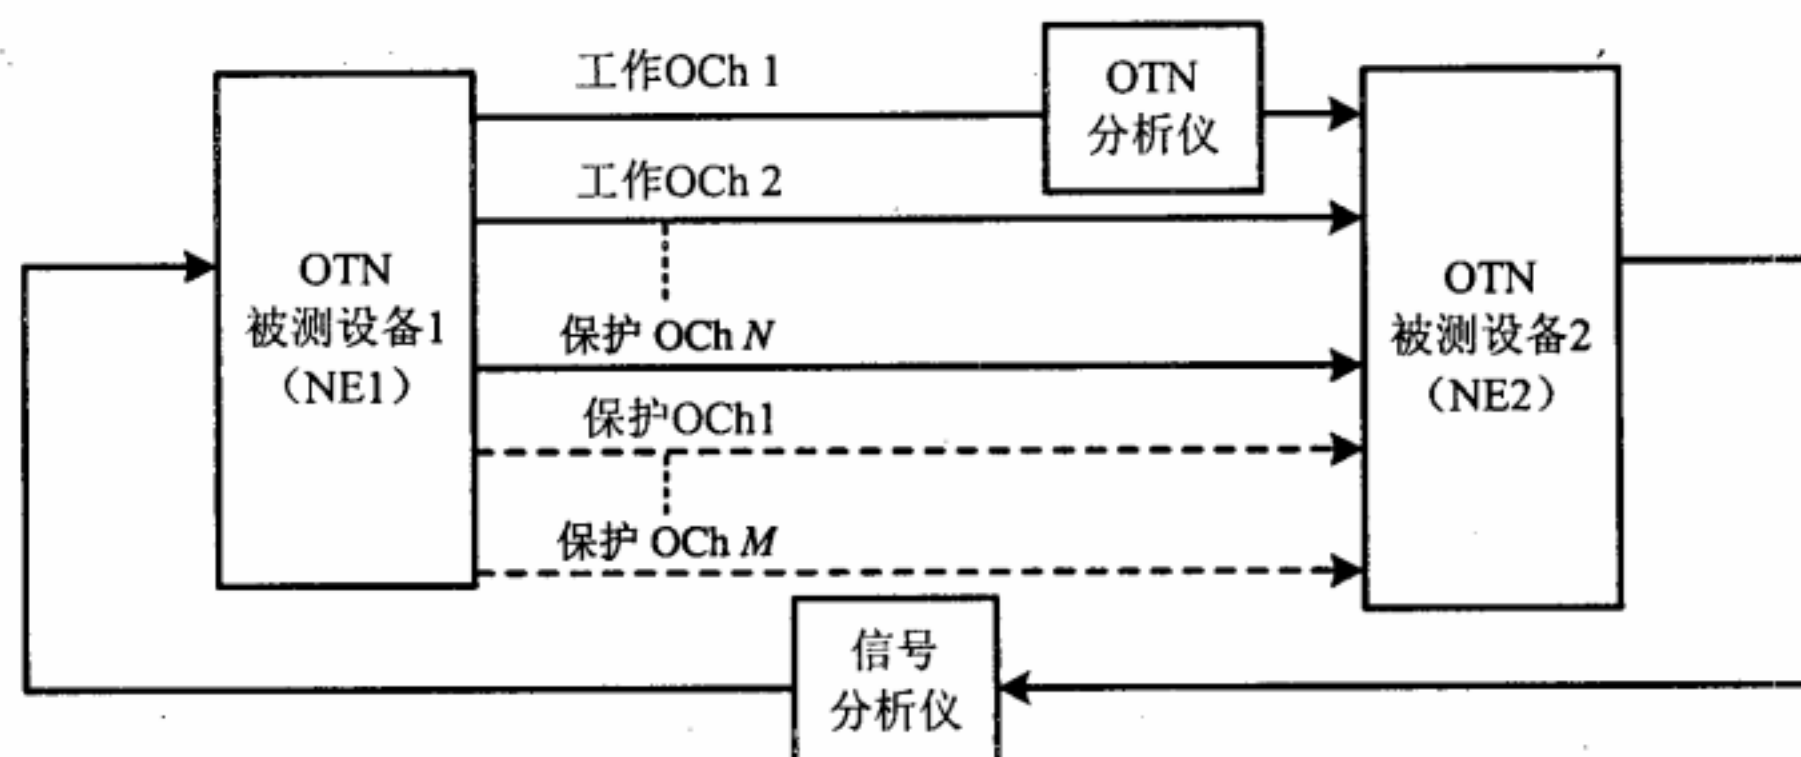 工作OCh 1
OTN
分析仪
工作OCh 2
OTN
被测设备1
（NE1）
OTN
被测设备2
（NE2）
保护 OCh N
保护OCh1
保护 OCh M
信号
分析仪